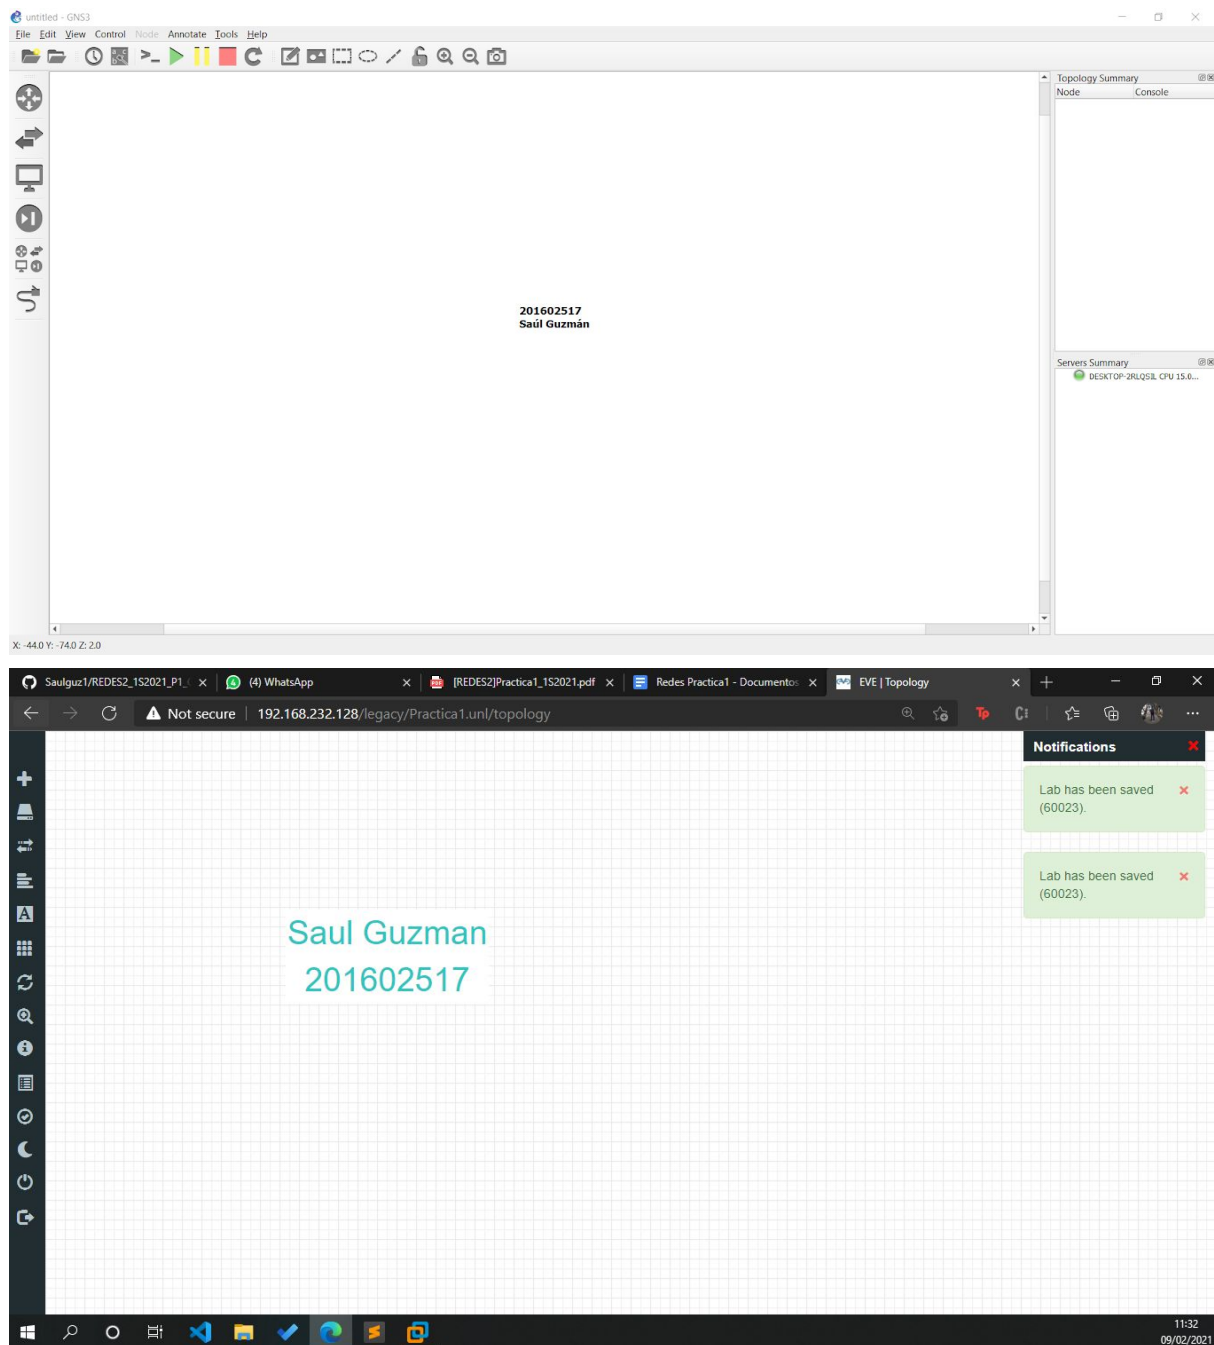 untitled - GNS3
File Edit View Control Node Annotate Tools Help
Topology Summary
Node Console
201602517
Saúl Guzmán
Servers Summary
DESKTOP-2RLQSIL CPU 15.0...
X: -44.0 Y: -74.0 Z: 2.0
Saulguz1/REDES2_1S2021_P1_
(4) WhatsApp
[REDES2]Practica1_1S2021.pdf
Redes Practica1 - Documentos
EVE | Topology
Not secure 192.168.232.128/legacy/Practica1.unl/topology
Notifications
Lab has been saved
(60023).
Lab has been saved
(60023).
Saul Guzman
201602517
11:32
09/02/2021